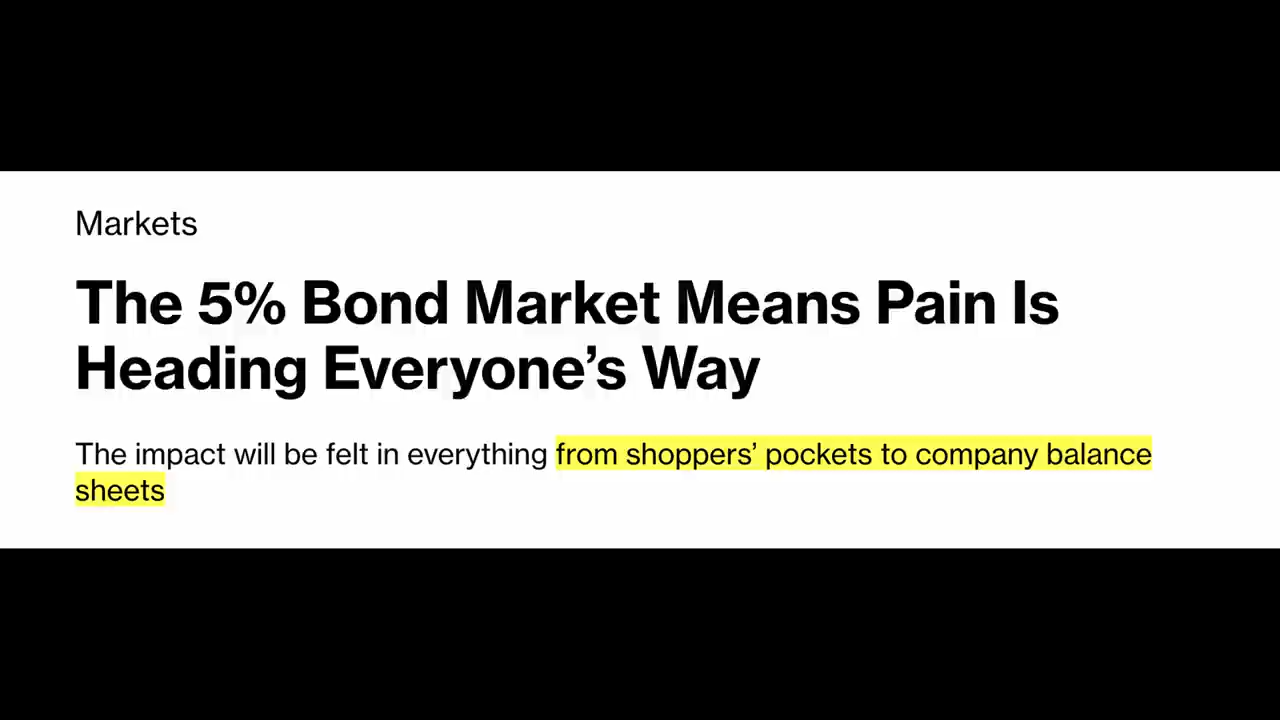 Markets
The 5% Bond Market Means Pain Is
Heading Everyone’s Way
The impact will be felt in everything from shoppers’ pockets to company balance
sheets